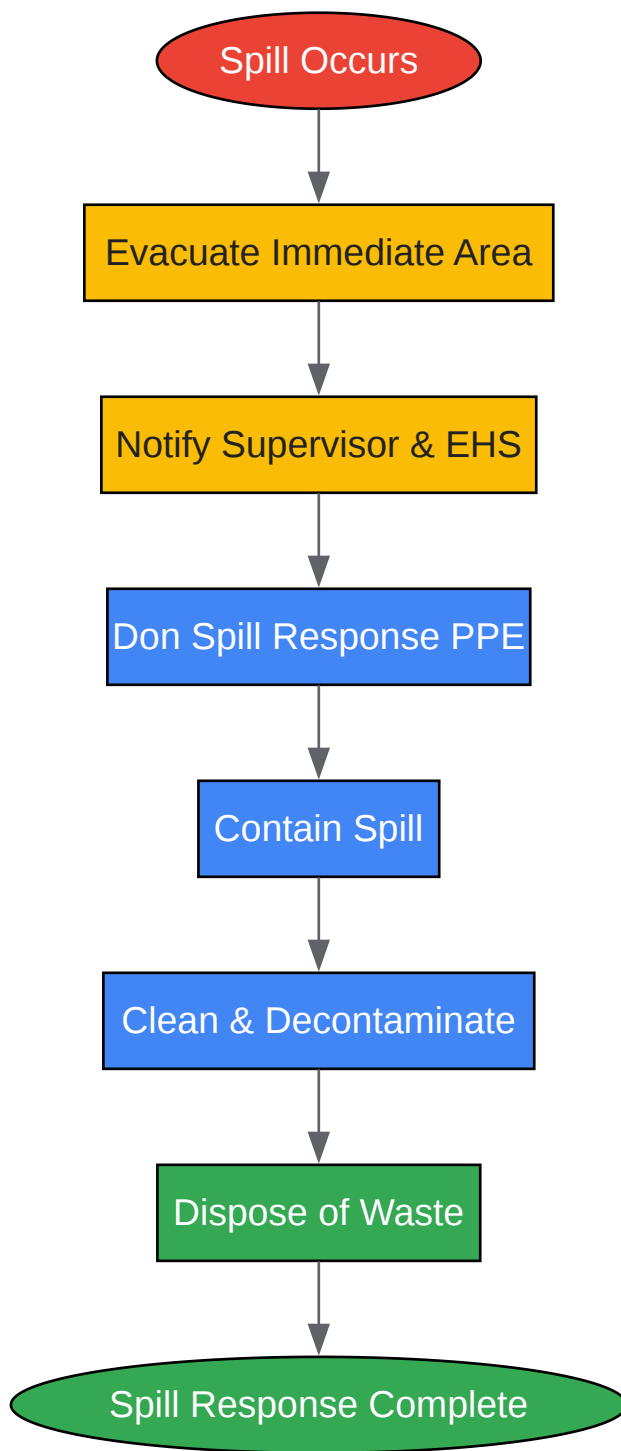 Spill Occurs
Evacuate Immediate Area
Notify Supervisor & EHS
Don Spill Response PPE
Contain Spill
Clean & Decontaminate
Dispose of Waste
Spill Response Complete